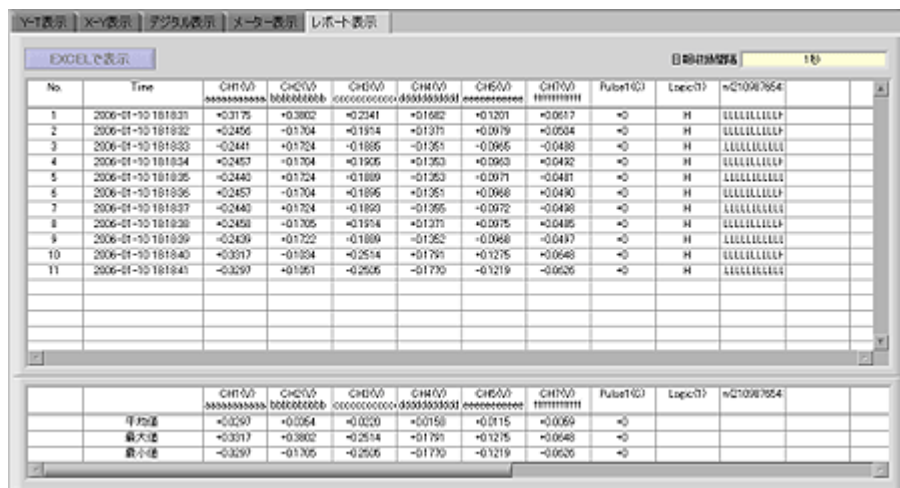 Y-T表示 X-Y表示 デジタル表示 メーター表示 レポート表示
EXCELで表示 1秒
No. Time CH1(V) CH2(V) CH3(V) CH4(V) CH5(V) CH7(V) Pulse1(C) Logic(1)
aaaaaaaaaa bbbbbbbbbb cccccccccc dddddddddd eeeeeeeeee ffffffffff
1 2006-01-10 18:18:31 +0.3175 +0.3802 +0.2341 +0.1682 +0.1201 +0.0617 +0 H
2 2006-01-10 18:18:32 +0.2456 -0.1704 +0.1914 +0.1371 +0.0979 +0.0504 +0 H
3 2006-01-10 18:18:33 -0.2441 +0.1724 -0.1885 -0.1351 -0.0965 -0.0488 +0 H
4 2006-01-10 18:18:34 +0.2457 -0.1704 +0.1905 +0.1353 +0.0963 +0.0492 +0 H
5 2006-01-10 18:18:35 -0.2440 +0.1724 -0.1889 -0.1353 -0.0971 -0.0481 +0 H
6 2006-01-10 18:18:36 +0.2457 -0.1704 +0.1895 +0.1351 +0.0968 +0.0490 +0 H
7 2006-01-10 18:18:37 -0.2440 +0.1724 -0.1893 -0.1355 -0.0972 -0.0498 +0 H
8 2006-01-10 18:18:38 +0.2458 -0.1705 +0.1914 +0.1371 +0.0975 +0.0485 +0 H
9 2006-01-10 18:18:39 -0.2439 +0.1722 -0.1889 -0.1352 -0.0968 -0.0497 +0 H
10 2006-01-10 18:18:40 +0.3317 -0.1034 +0.2514 +0.1791 +0.1275 +0.0648 +0 H
11 2006-01-10 18:18:41 -0.3297 +0.1051 -0.2505 -0.1770 -0.1219 -0.0626 +0 H
CH1(V) CH2(V) CH3(V) CH4(V) CH5(V) CH7(V) Pulse1(C) Logic(1)
aaaaaaaaaa bbbbbbbbbb cccccccccc dddddddddd eeeeeeeeee ffffffffff
平均値 +0.0297 +0.0354 +0.0220 +0.0158 +0.0115 +0.0059 +0
最大値 +0.3317 +0.3802 +0.2514 +0.1791 +0.1275 +0.0648 +0
最小値 -0.3297 -0.1705 -0.2505 -0.1770 -0.1219 -0.0626 +0